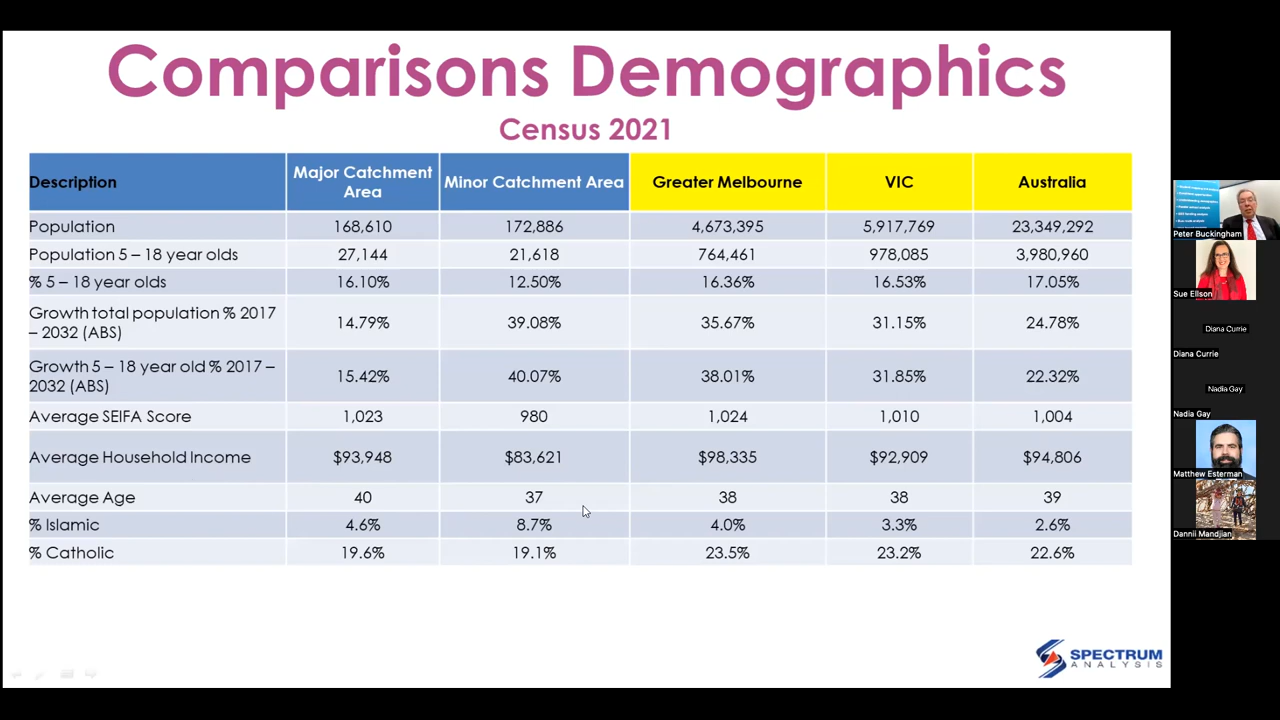 Comparisons Demographics
Census 2021
Description
Major Catchment
Area
Minor Catchment Area
Greater Melbourne
VIC
Australia
Population
168,610
172,886
4,673,395
5,917,769
23,349,292
Population 5 – 18 year olds
27,144
21,618
764,461
978,085
3,980,960
% 5 – 18 year olds
16.10%
12.50%
16.36%
16.53%
17.05%
Growth total population % 2017
– 2032 (ABS)
14.79%
39.08%
35.67%
31.15%
24.78%
Growth 5 – 18 year old % 2017 –
2032 (ABS)
15.42%
40.07%
38.01%
31.85%
22.32%
Average SEIFA Score
1,023
980
1,024
1,010
1,004
Average Household Income
$93,948
$83,621
$98,335
$92,909
$94,806
Average Age
40
37
38
38
39
% Islamic
4.6%
8.7%
4.0%
3.3%
2.6%
% Catholic
19.6%
19.1%
23.5%
23.2%
22.6%
SPECTRUM
ANALYSIS
Peter Buckingham
Sue Ellson
Diana Currie
Diana Currie
Nadia Gay
Nadia Gay
Matthew Esterman
Dannii Mandjian